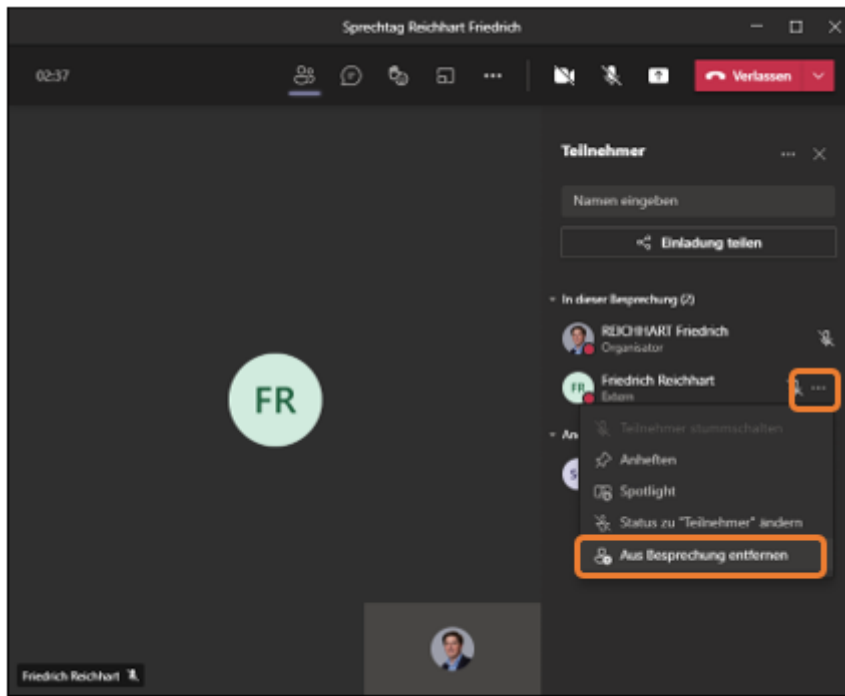 Sprechtag Reichhart Friedrich
02:37
Verlassen
Teilnehmer
Namen eingeben
Einladung teilen
In dieser Besprechung (2)
REICHHART Friedrich
Organisator
FR
Friedrich Reichhart
Extern
FR
An
Teilnehmer stummschalten
Anheften
S
Spotlight
Status zu "Teilnehmer" ändern
Aus Besprechung entfernen
Friedrich Reichhart